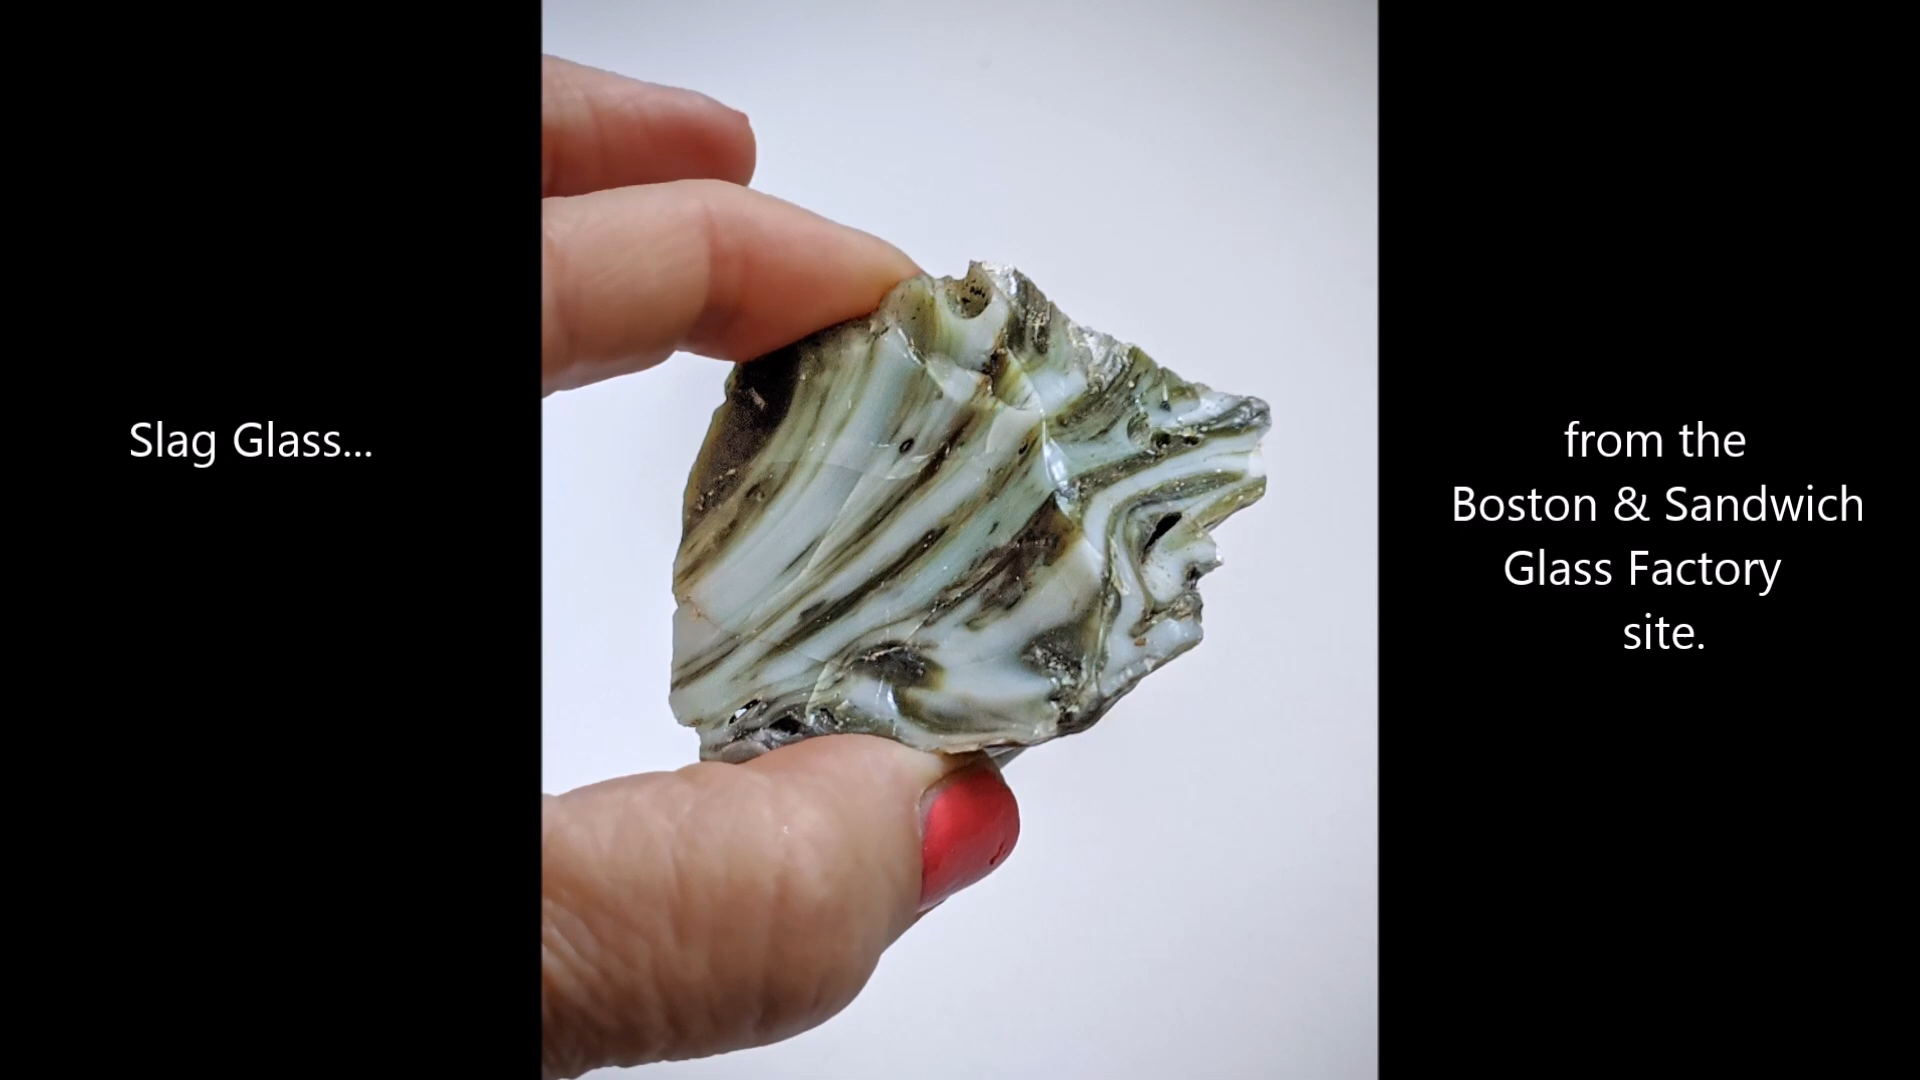 Slag Glass...
from the
Boston & Sandwich
Glass Factory
site.